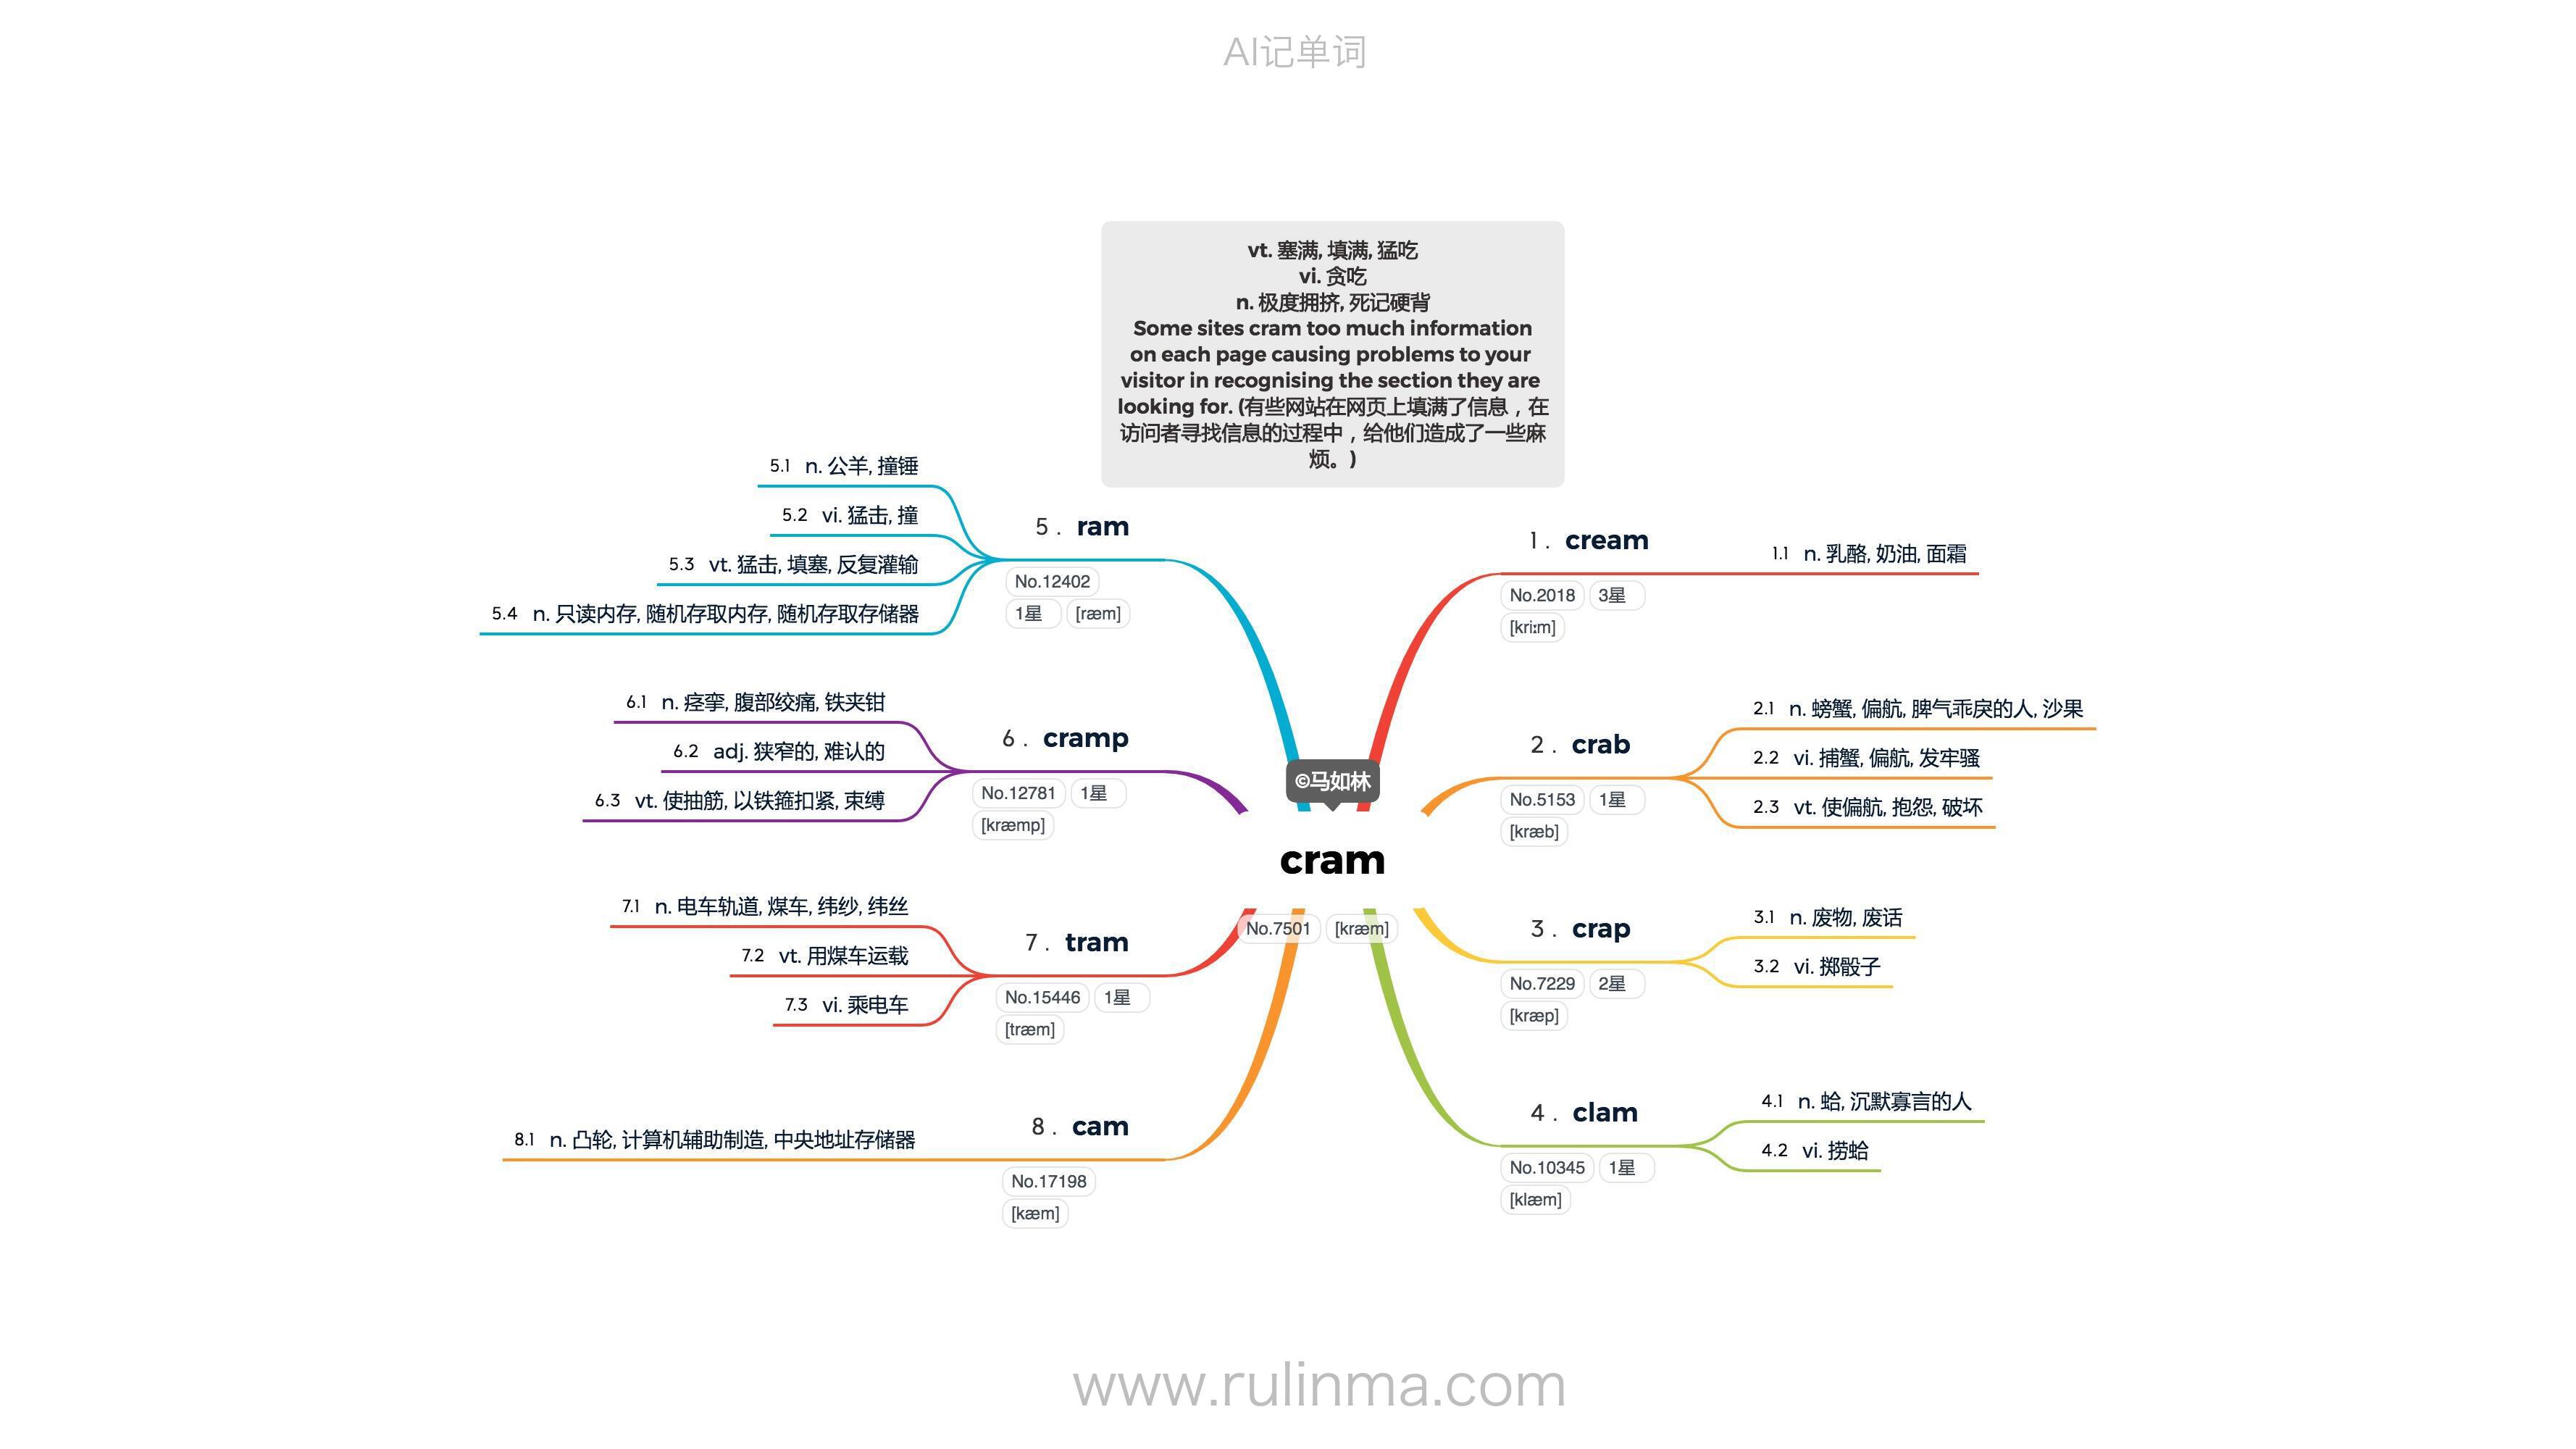 AI记单词
vt. 塞满, 填满, 猛吃
vi. 贪吃
n. 极度拥挤, 死记硬背
Some sites cram too much information
on each page causing problems to your
visitor in recognising the section they are
looking for. (有些网站在网页上填满了信息，在
访问者寻找信息的过程中，给他们造成了一些麻
烦。)
©马如林
cram
No.7501 [kræm]
1 . cream
No.2018 3星
[kriːm]
1.1 n. 乳酪, 奶油, 面霜
2 . crab
No.5153 1星
[kræb]
2.1 n. 螃蟹, 偏航, 脾气乖戾的人, 沙果
2.2 vi. 捕蟹, 偏航, 发牢骚
2.3 vt. 使偏航, 抱怨, 破坏
3 . crap
No.7229 2星
[kræp]
3.1 n. 废物, 废话
3.2 vi. 掷骰子
4 . clam
No.10345 1星
[klæm]
4.1 n. 蛤, 沉默寡言的人
4.2 vi. 捞蛤
5 . ram
No.12402
1星 [ræm]
5.1 n. 公羊, 撞锤
5.2 vi. 猛击, 撞
5.3 vt. 猛击, 填塞, 反复灌输
5.4 n. 只读内存, 随机存取内存, 随机存取存储器
6 . cramp
No.12781 1星
[kræmp]
6.1 n. 痉挛, 腹部绞痛, 铁夹钳
6.2 adj. 狭窄的, 难认的
6.3 vt. 使抽筋, 以铁箍扣紧, 束缚
7 . tram
No.15446 1星
[træm]
7.1 n. 电车轨道, 煤车, 纬纱, 纬丝
7.2 vt. 用煤车运载
7.3 vi. 乘电车
8 . cam
No.17198
[kæm]
8.1 n. 凸轮, 计算机辅助制造, 中央地址存储器
www.rulinma.com